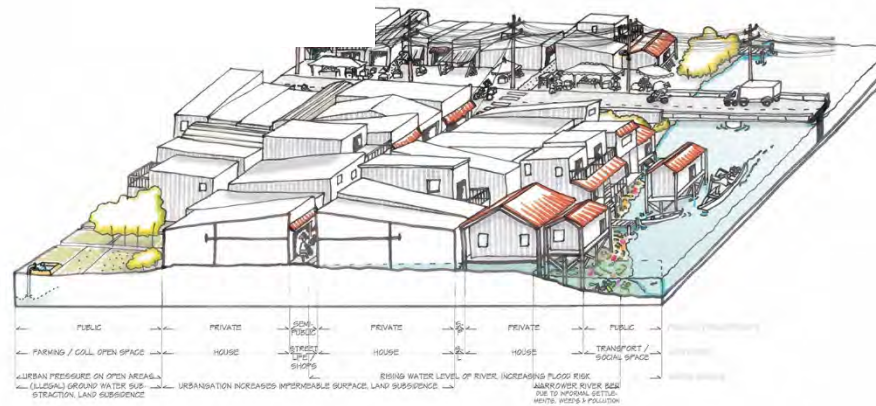 PUBLIC PRIVATE SEMI- PUBLIC PRIVATE S P PRIVATE PUBLIC
FARMING / COLL. OPEN SPACE HOUSE STREET LIFE / SHOPS HOUSE HOUSE TRANSPORT / SOCIAL SPACE
URBAN PRESSURE ON OPEN AREAS RISING WATER LEVEL OF RIVER, INCREASING FLOOD RISK
(ILLEGAL) GROUND WATER SUB- URBANISATION INCREASES IMPERMEABLE SURFACE, LAND SUBSIDENCE NARROWER RIVER BED
STRACTION, LAND SUBSIDENCE DUE TO INFORMAL SETTLE-
MENTS, WEEDS & POLLUTION